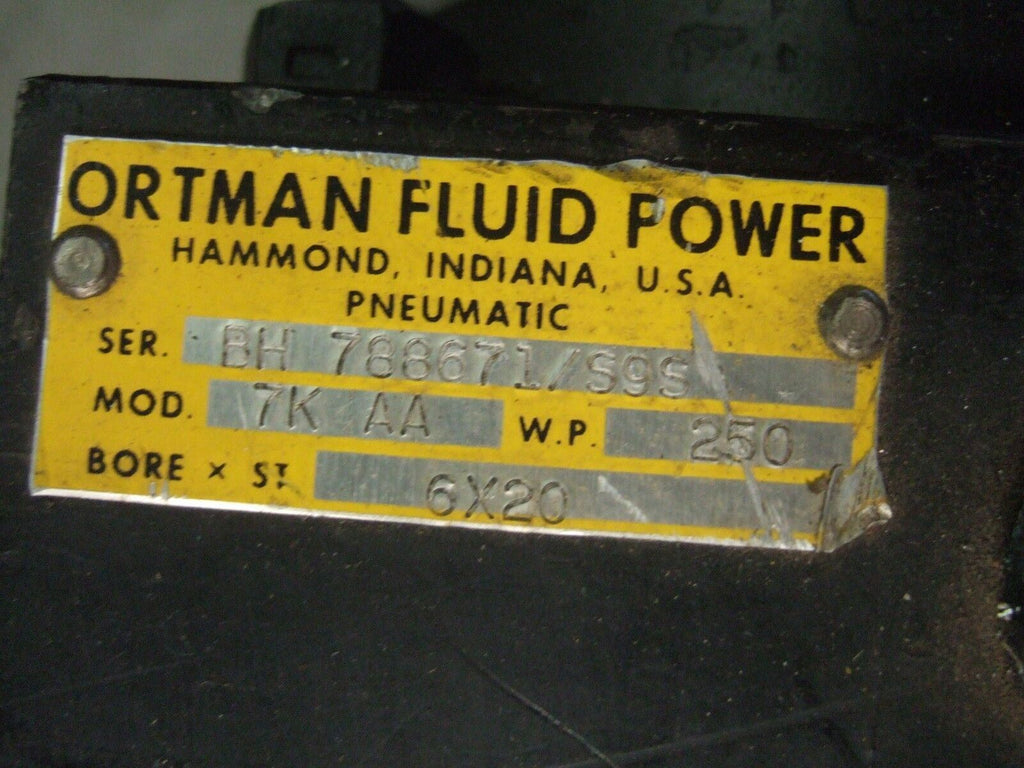 ORTMAN FLUID POWER
HAMMOND, INDIANA, U.S.A.
PNEUMATIC
SER. BH 788671/S9S
MOD. 7K AA W.P. 250
BORE × ST. 6X20